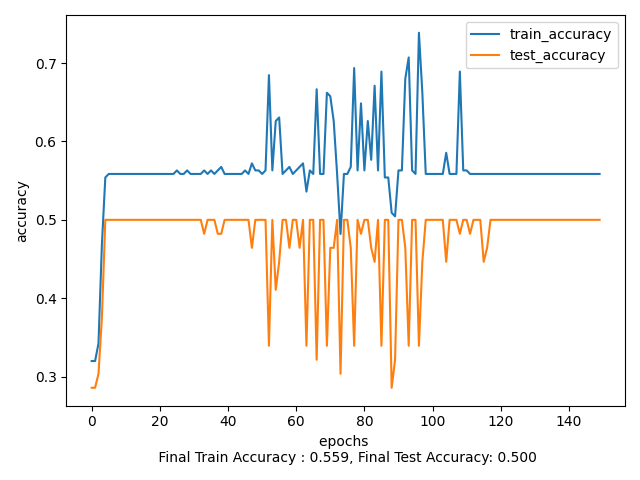 train_accuracy
test_accuracy
0.7
0.6
0.5
0.4
0.3
accuracy
0 20 40 60 80 100 120 140
epochs
Final Train Accuracy : 0.559, Final Test Accuracy: 0.500